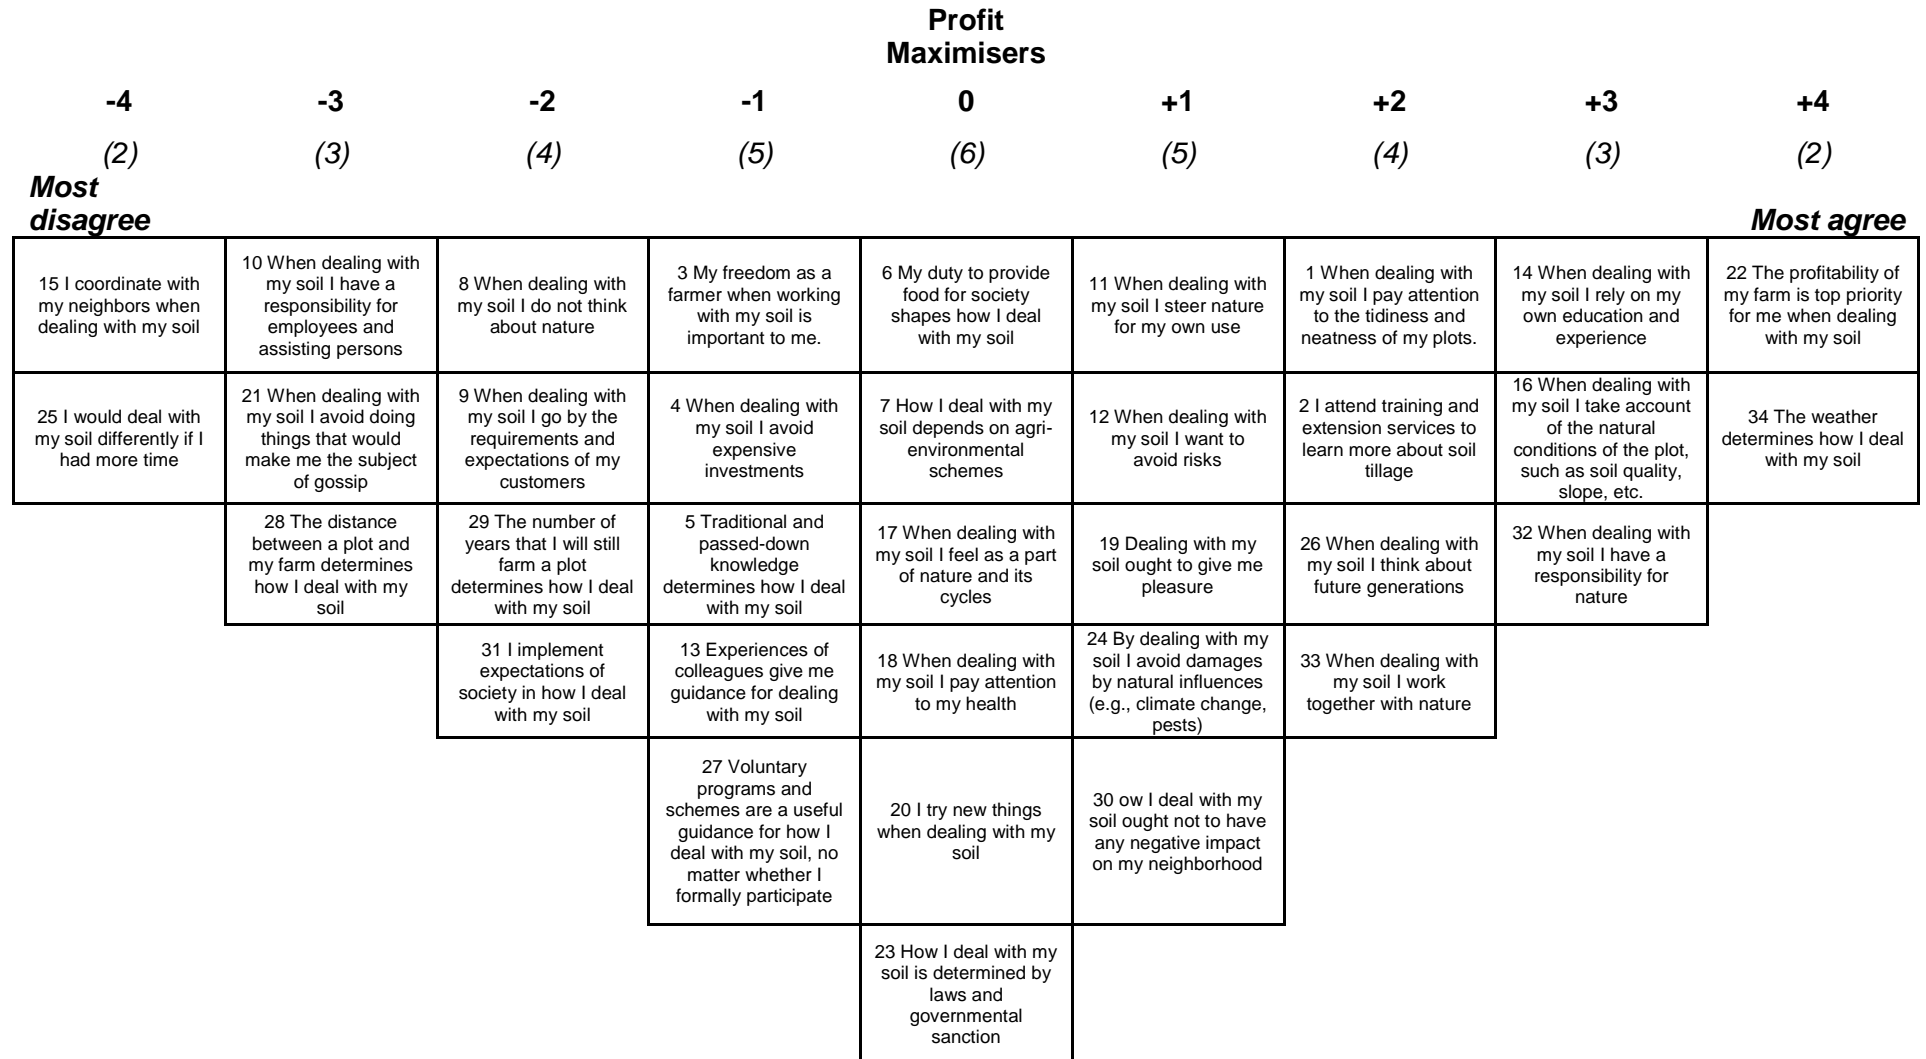 Profit
Maximisers
-4 -3 -2 -1 0 +1 +2 +3 +4
(2) (3) (4) (5) (6) (5) (4) (3) (2)
Most
disagree
Most agree
15 I coordinate with
my neighbors when
dealing with my soil
10 When dealing with
my soil I have a
responsibility for
employees and
assisting persons
8 When dealing with
my soil I do not think
about nature
3 My freedom as a
farmer when working
with my soil is
important to me.
6 My duty to provide
food for society
shapes how I deal
with my soil
11 When dealing with
my soil I steer nature
for my own use
1 When dealing with
my soil I pay attention
to the tidiness and
neatness of my plots.
14 When dealing with
my soil I rely on my
own education and
experience
22 The profitability of
my farm is top priority
for me when dealing
with my soil
25 I would deal with
my soil differently if I
had more time
21 When dealing with
my soil I avoid doing
things that would
make me the subject
of gossip
9 When dealing with
my soil I go by the
requirements and
expectations of my
customers
4 When dealing with
my soil I avoid
expensive
investments
7 How I deal with my
soil depends on agri-
environmental
schemes
12 When dealing with
my soil I want to
avoid risks
2 I attend training and
extension services to
learn more about soil
tillage
16 When dealing with
my soil I take account
of the natural
conditions of the plot,
such as soil quality,
slope, etc.
34 The weather
determines how I deal
with my soil
28 The distance
between a plot and
my farm determines
how I deal with my
soil
29 The number of
years that I will still
farm a plot
determines how I deal
with my soil
5 Traditional and
passed-down
knowledge
determines how I deal
with my soil
17 When dealing with
my soil I feel as a part
of nature and its
cycles
19 Dealing with my
soil ought to give me
pleasure
26 When dealing with
my soil I think about
future generations
32 When dealing with
my soil I have a
responsibility for
nature
31 I implement
expectations of
society in how I deal
with my soil
13 Experiences of
colleagues give me
guidance for dealing
with my soil
18 When dealing with
my soil I pay attention
to my health
24 By dealing with my
soil I avoid damages
by natural influences
(e.g., climate change,
pests)
33 When dealing with
my soil I work
together with nature
27 Voluntary
programs and
schemes are a useful
guidance for how I
deal with my soil, no
matter whether I
formally participate
20 I try new things
when dealing with my
soil
30 ow I deal with my
soil ought not to have
any negative impact
on my neighborhood
23 How I deal with my
soil is determined by
laws and
governmental
sanction